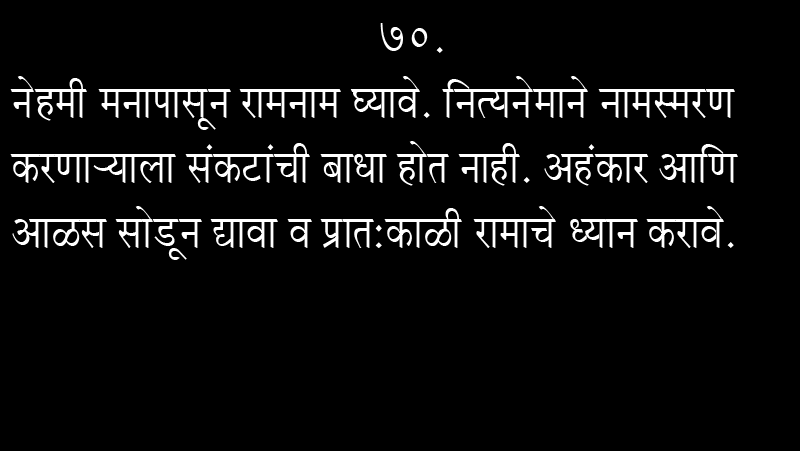 ७०.
नेहमी मनापासून रामनाम घ्यावे. नित्यनेमाने नामस्मरण
करणाऱ्याला संकटांची बाधा होत नाही. अहंकार आणि
आळस सोडून द्यावा व प्रात:काळी रामाचे ध्यान करावे.